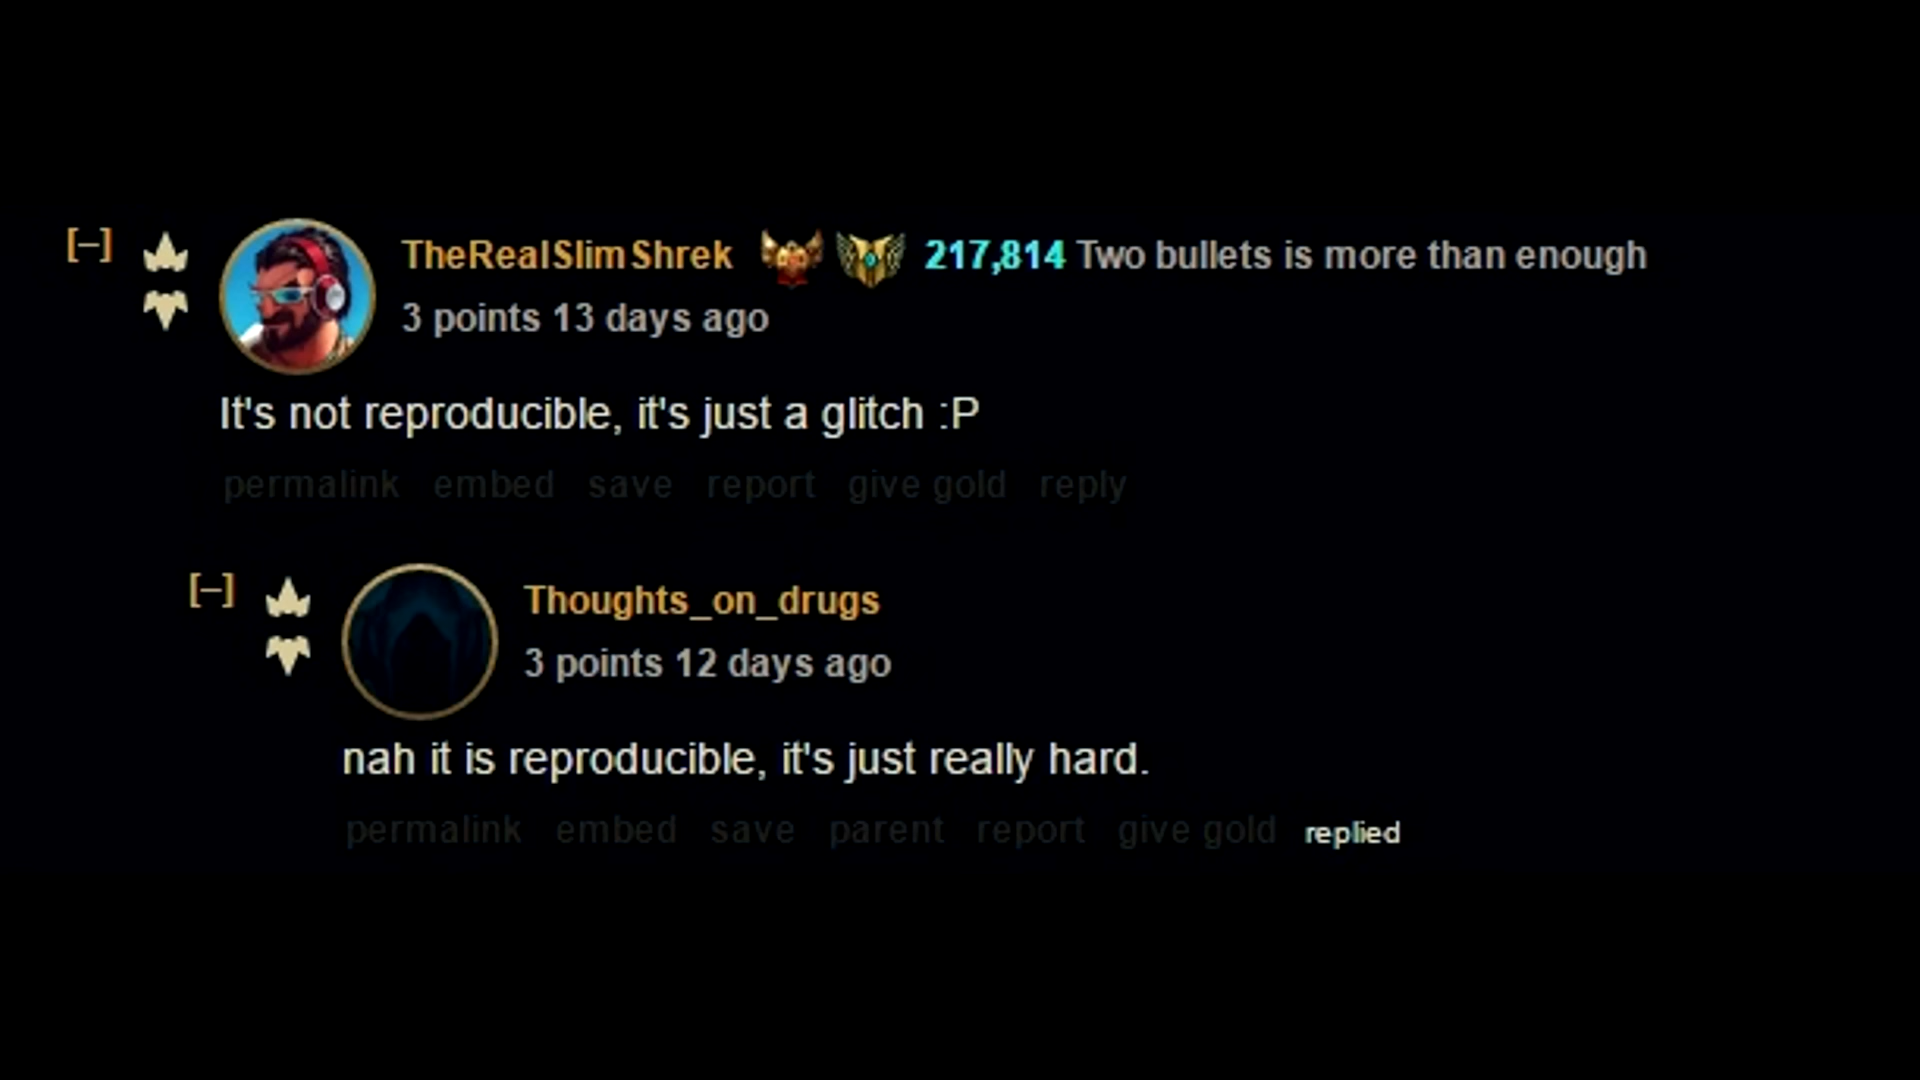 [–] TheRealSlimShrek 217,814 Two bullets is more than enough
3 points 13 days ago
It's not reproducible, it's just a glitch :P
permalink embed save report give gold reply
[–] Thoughts_on_drugs
3 points 12 days ago
nah it is reproducible, it's just really hard.
permalink embed save parent report give gold replied